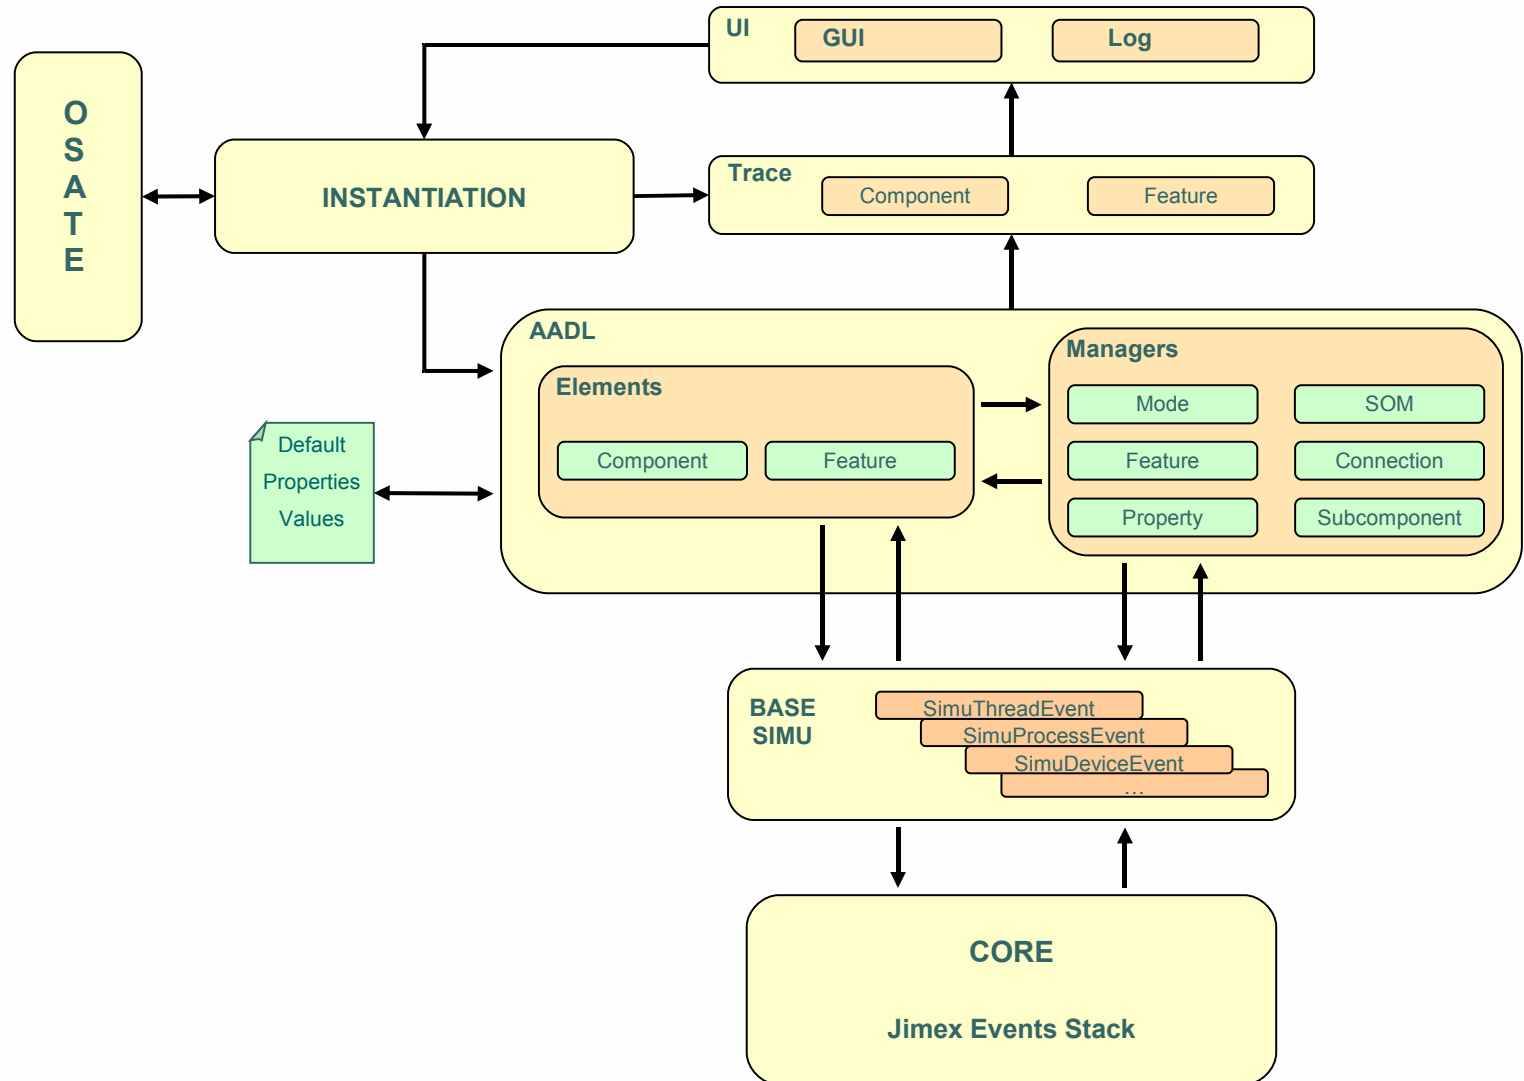 UI
GUI
Log
O
S
A
T
E
INSTANTIATION
Trace
Component
Feature
AADL
Elements
Component
Feature
Managers
Mode
SOM
Feature
Connection
Property
Subcomponent
Default
Properties
Values
BASE
SIMU
SimuThreadEvent
SimuProcessEvent
SimuDeviceEvent
...
CORE
Jimex Events Stack